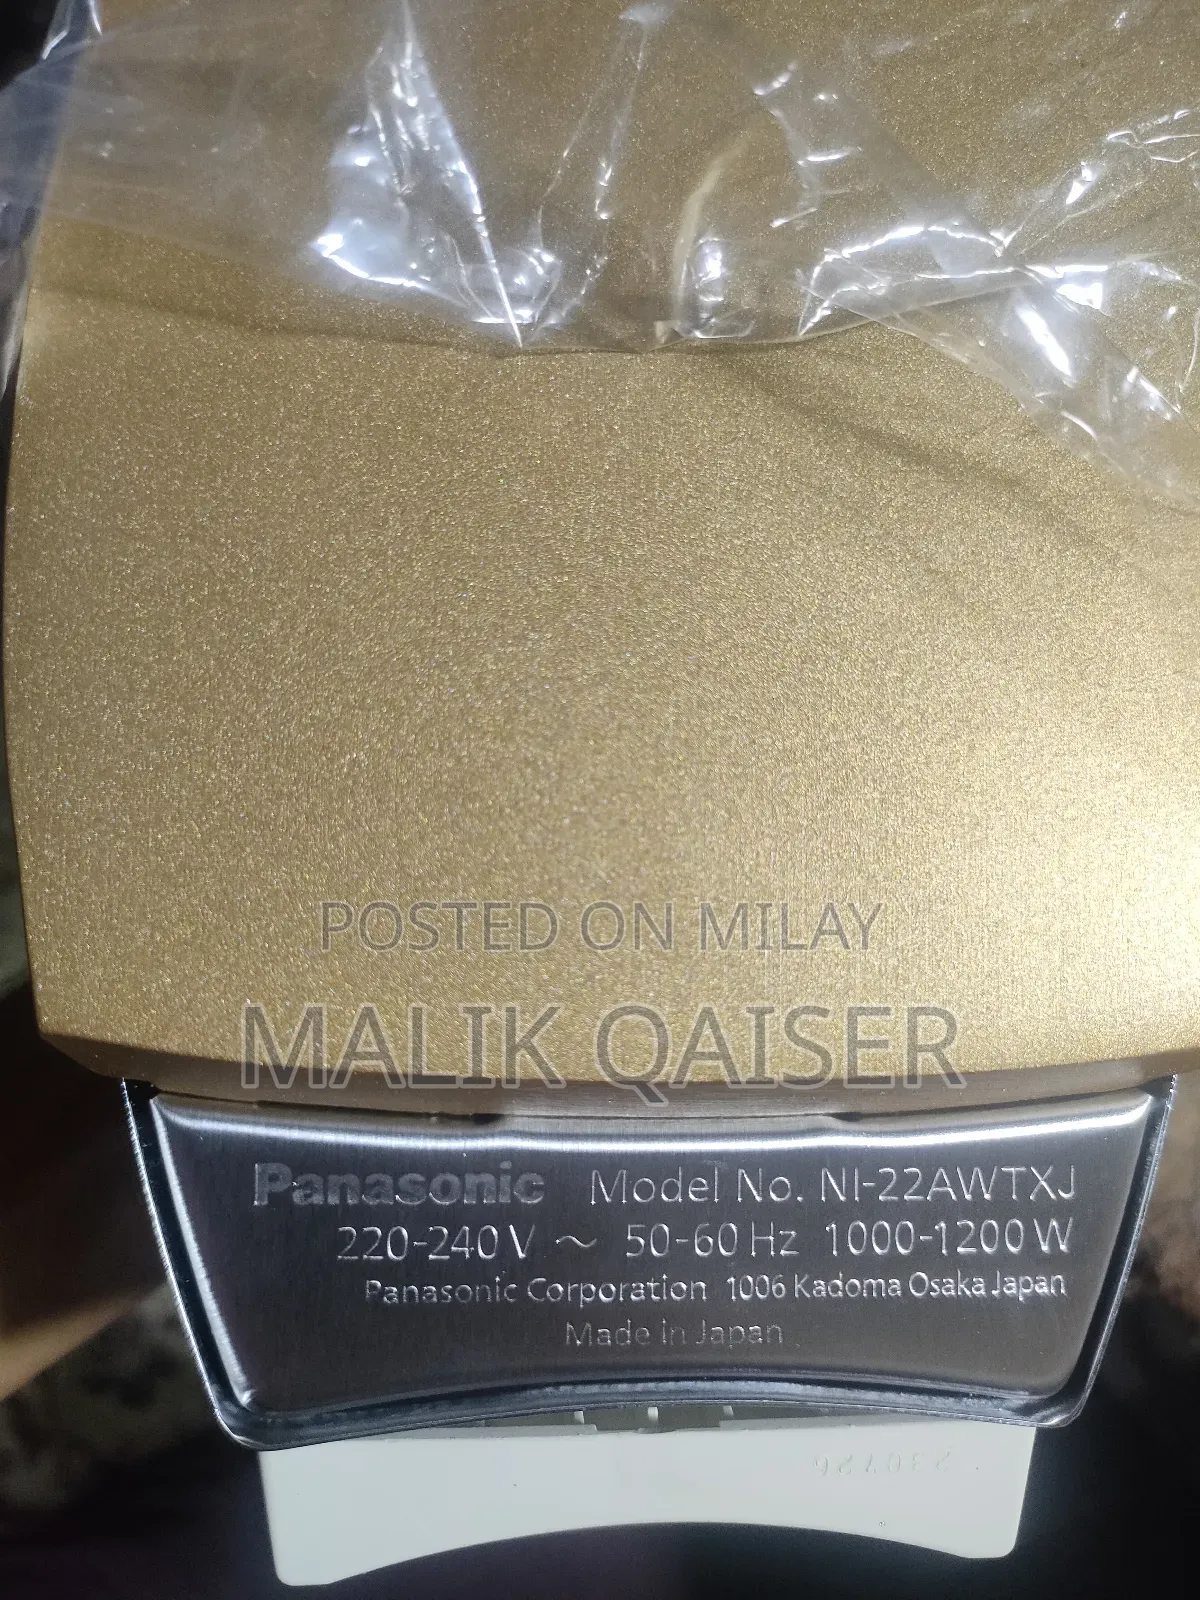 POSTED ON MILAY
MALIK QAISER
Panasonic Model No. NI-22AWTXJ
220-240V ~ 50-60 Hz 1000-1200 W
Panasonic Corporation 1006 Kadoma Osaka Japan
Made in Japan